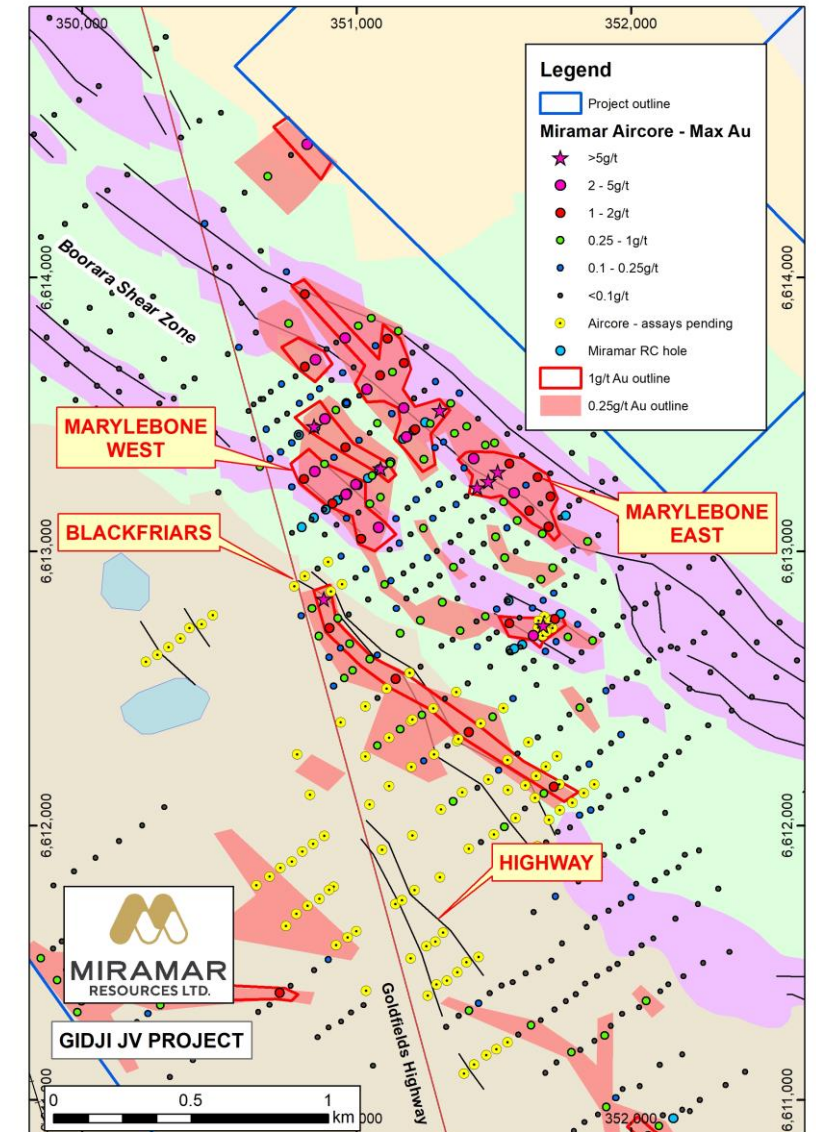 350,000
351,000
352,000
Legend
Project outline
Miramar Aircore - Max Au
>5g/t
2 - 5g/t
1 - 2g/t
0.25 - 1g/t
0.1 - 0.25g/t
<0.1g/t
Aircore - assays pending
Miramar RC hole
1g/t Au outline
0.25g/t Au outline
6,614,000
6,614,000
Boorara Shear Zone
MARYLEBONE
WEST
MARYLEBONE
EAST
BLACKFRIARS
6,613,000
6,613,000
6,612,000
6,612,000
HIGHWAY
MIRAMAR
RESOURCES LTD.
GIDJI JV PROJECT
Goldfields Highway
0 0.5 1
km
000
352,000
000
6,611,000